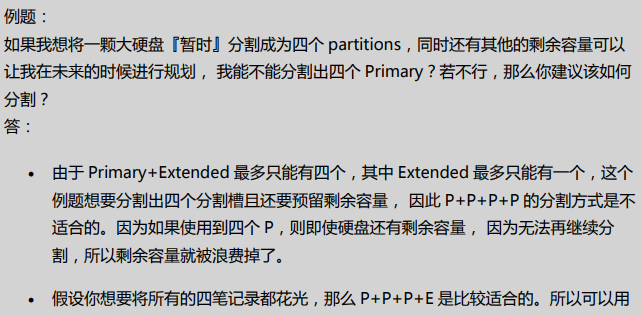 例题：
如果我想将一颗大硬盘『暂时』分割成为四个 partitions，同时还有其他的剩余容量可以
让我在未来的时候进行规划， 我能不能分割出四个 Primary？若不行，那么你建议该如何
分割？
答：
• 由于 Primary+Extended 最多只能有四个，其中 Extended 最多只能有一个，这个
例题想要分割出四个分割槽且还要预留剩余容量， 因此 P+P+P+P 的分割方式是不
适合的。因为如果使用到四个 P，则即使硬盘还有剩余容量， 因为无法再继续分
割，所以剩余容量就被浪费掉了。
• 假设你想要将所有的四笔记录都花光，那么 P+P+P+E 是比较适合的。所以可以用